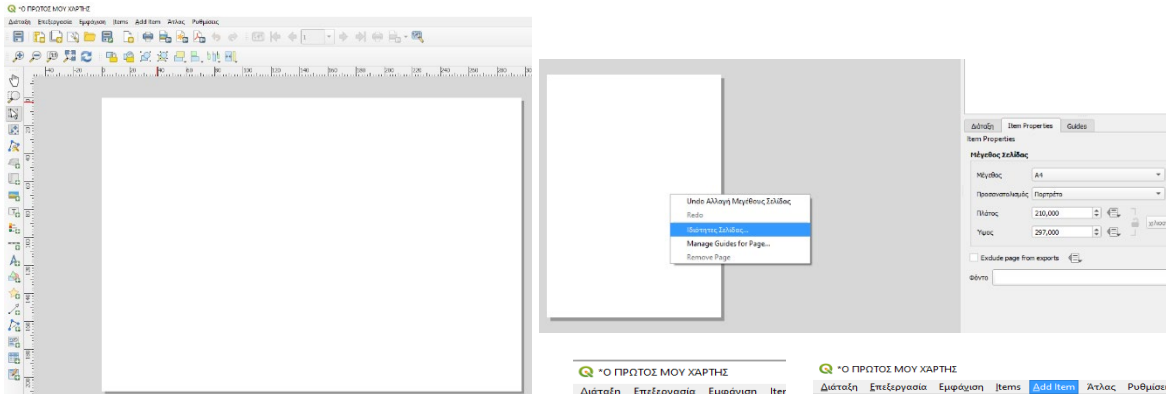 *Ο ΠΡΩΤΟΣ ΜΟΥ ΧΑΡΤΗΣ
Διάταξη Επεξεργασία Εμφάνιση Items Add Item Άτλας Ρυθμίσεις
Undo Αλλαγή Μεγέθους Σελίδας
Redo
Ιδιότητες Σελίδας...
Manage Guides for Page...
Remove Page
Διάταξη Item Properties Guides
Item Properties
Μέγεθος Σελίδας
Μέγεθος A4
Προσανατολισμός Πορτρέτο
Πλάτος 210,000
Ύψος 297,000
Exclude page from exports
Φόντο
*Ο ΠΡΩΤΟΣ ΜΟΥ ΧΑΡΤΗΣ
Διάταξη Επεξεργασία Εμφάνιση Iter
*Ο ΠΡΩΤΟΣ ΜΟΥ ΧΑΡΤΗΣ
Διάταξη Επεξεργασία Εμφάνιση Items Add Item Άτλας Ρυθμίσει